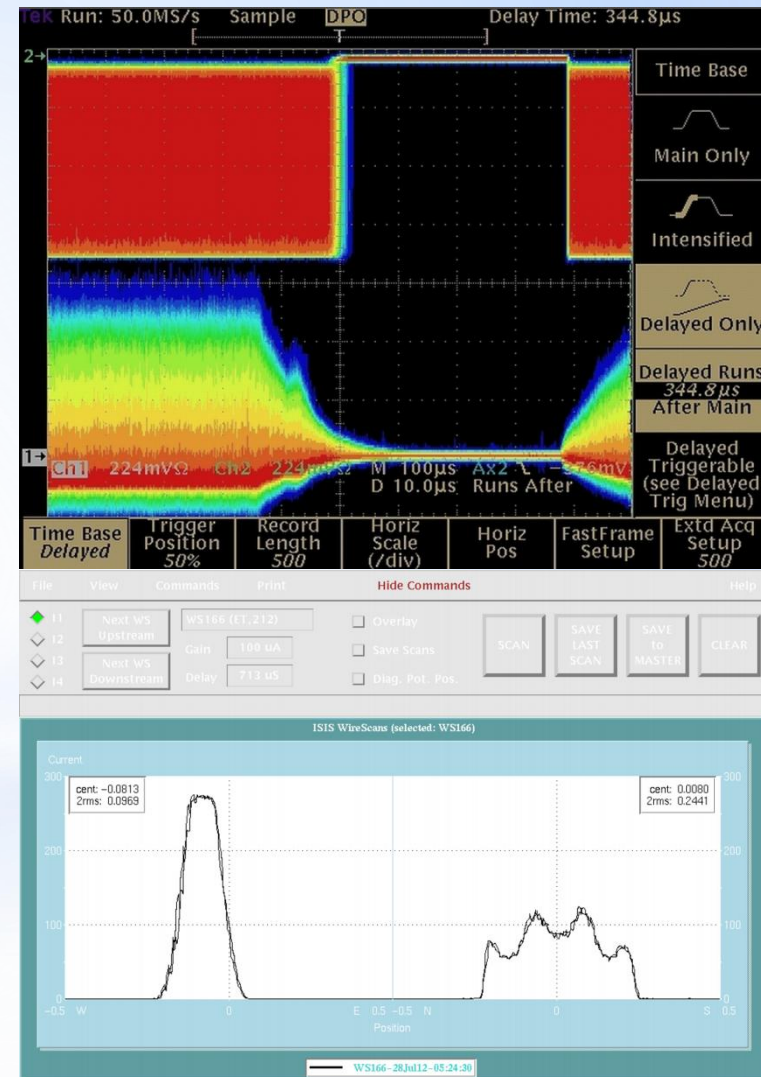 Tek Run: 50.0MS/s Sample DPO Delay Time: 344.8µs
[ T ]
2→
Time Base
Main Only
Intensified
Delayed Only
Delayed Runs
344.8µs
After Main
Delayed
Triggerable
(see Delayed
Trig Menu)
1→
Ch1 224mVΩ Ch2 224mVΩ M 100µs Ax2 -376mV
D 10.0µs Runs After
Time Base
Delayed
Trigger
Position
50%
Record
Length
500
Horiz
Scale
(/div)
Horiz
Pos
FastFrame
Setup
Extd Acq
Setup
500
File View Commands Print Hide Commands Help
I1
I2
I3
I4
Next WS
Upstream
Next WS
Downstream
WS166 (ET,212)
Gain 100 uA
Delay 713 uS
Overlay
Save Scans
Diag. Pot. Pos.
SCAN
SAVE
LAST
SCAN
SAVE
to
MASTER
CLEAR
ISIS WireScans (selected: WS166)
Current
300 300
cent: -0.0813
2rms: 0.0969
cent: 0.0080
2rms: 0.2441
200 200
100 100
0 0
-0.5 W 0 E 0.5 -0.5 N 0 S 0.5
Position
WS166-28Jul12-05:24:30